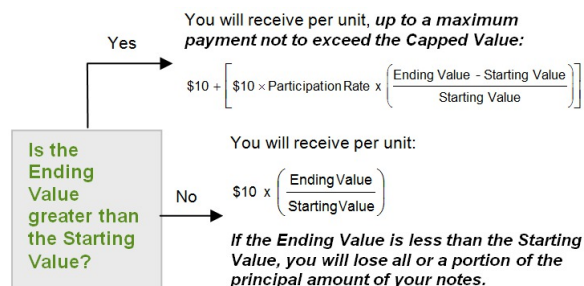 Yes
You will receive per unit, up to a maximum
payment not to exceed the Capped Value:
$10 + [ $10 × Participation Rate x ( Ending Value - Starting Value
Starting Value ) ]
Is the
Ending
Value
greater than
the Starting
Value?
No
You will receive per unit:
$10 x ( Ending Value
Starting Value )
If the Ending Value is less than the Starting
Value, you will lose all or a portion of the
principal amount of your notes.